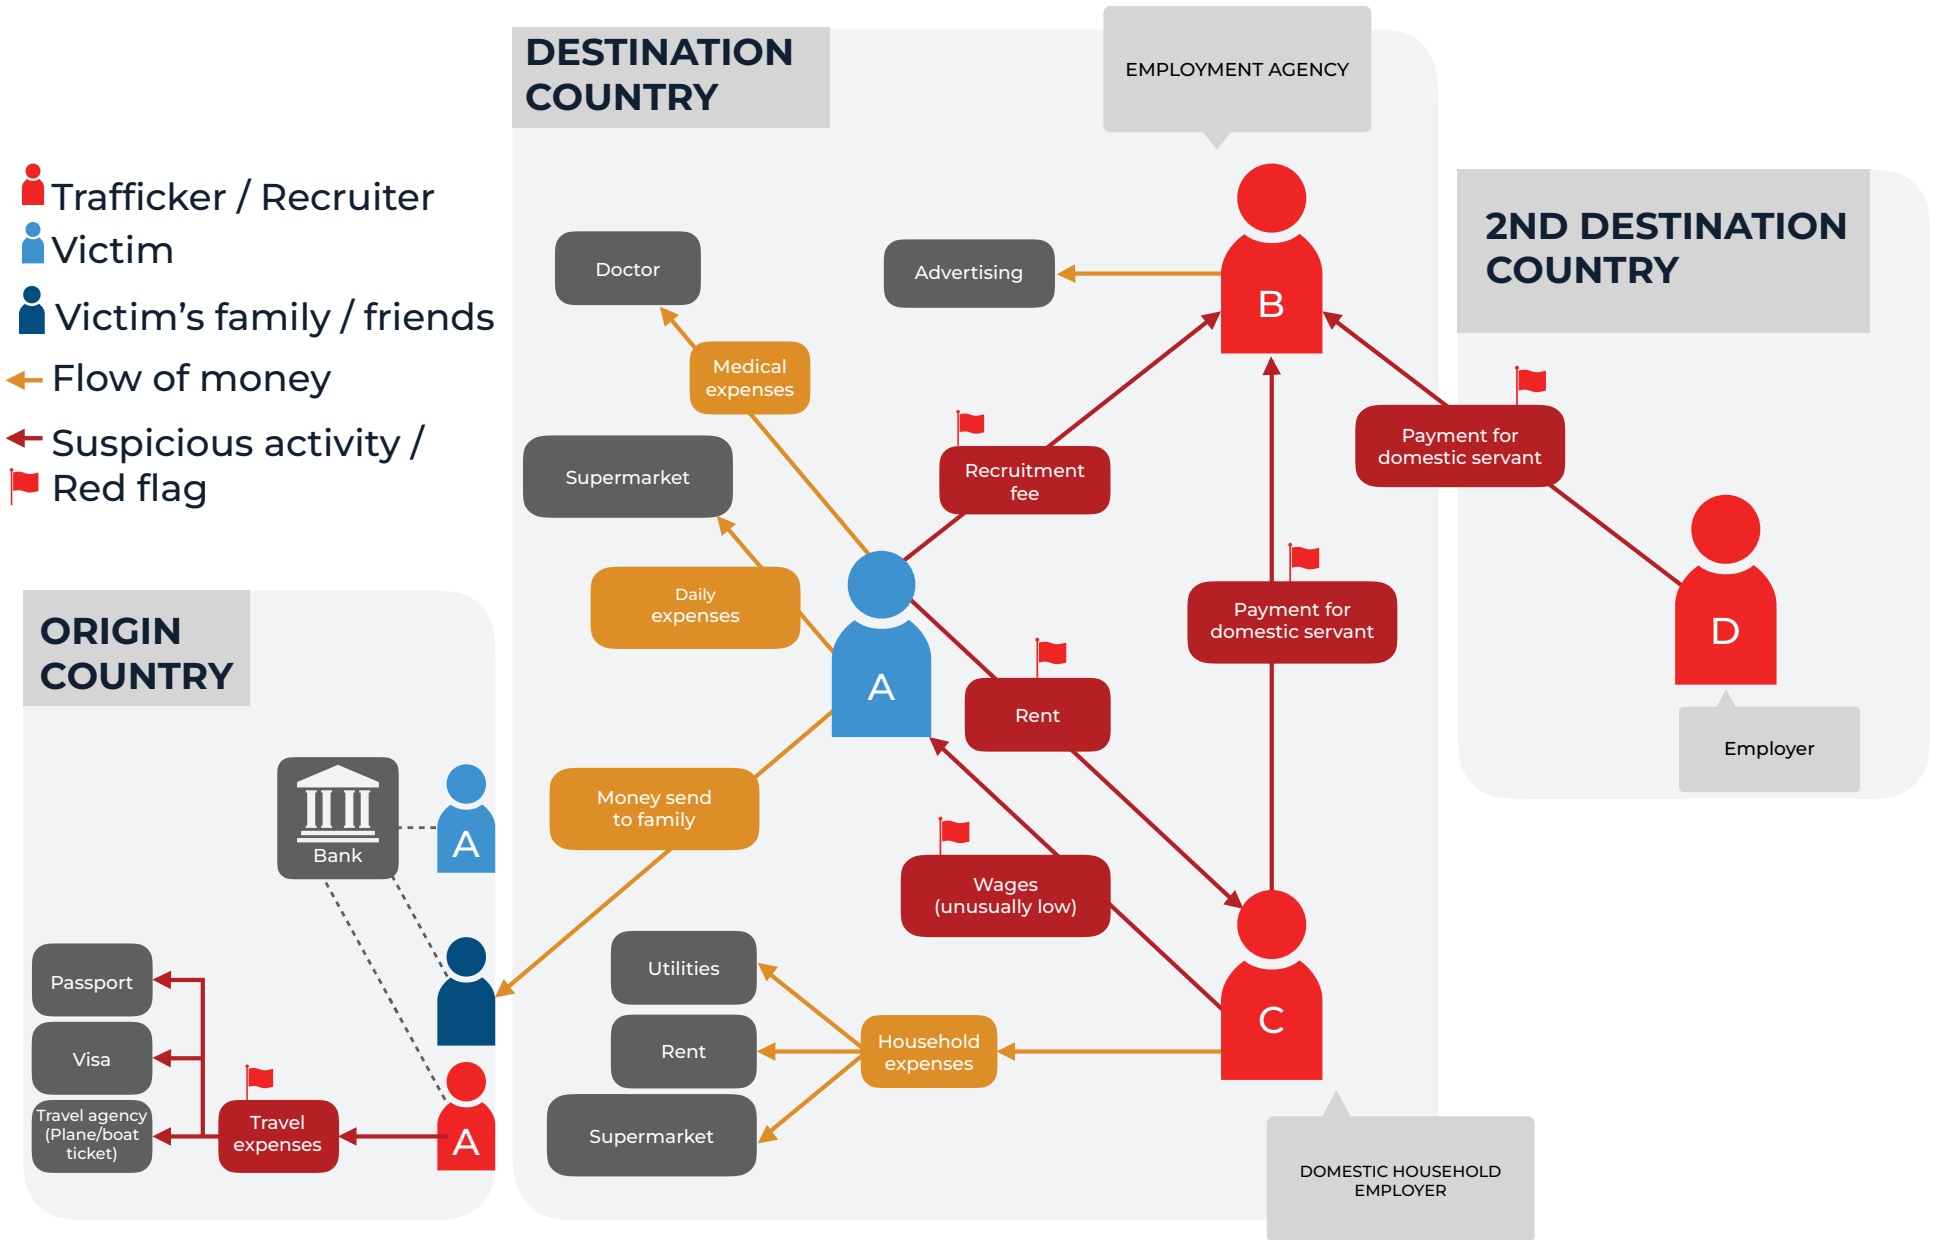 DESTINATION
COUNTRY
EMPLOYMENT AGENCY
Trafficker / Recruiter
Victim
Victim’s family / friends
Flow of money
Suspicious activity /
Red flag
2ND DESTINATION
COUNTRY
Doctor
Advertising
B
Medical
expenses
Supermarket
Recruitment
fee
Payment for
domestic servant
Daily
expenses
A
Payment for
domestic servant
D
Rent
Employer
ORIGIN
COUNTRY
Bank
A
Money send
to family
Wages
(unusually low)
Passport
Visa
Travel agency
(Plane/boat
ticket)
Travel
expenses
A
Utilities
Rent
Supermarket
Household
expenses
C
DOMESTIC HOUSEHOLD
EMPLOYER